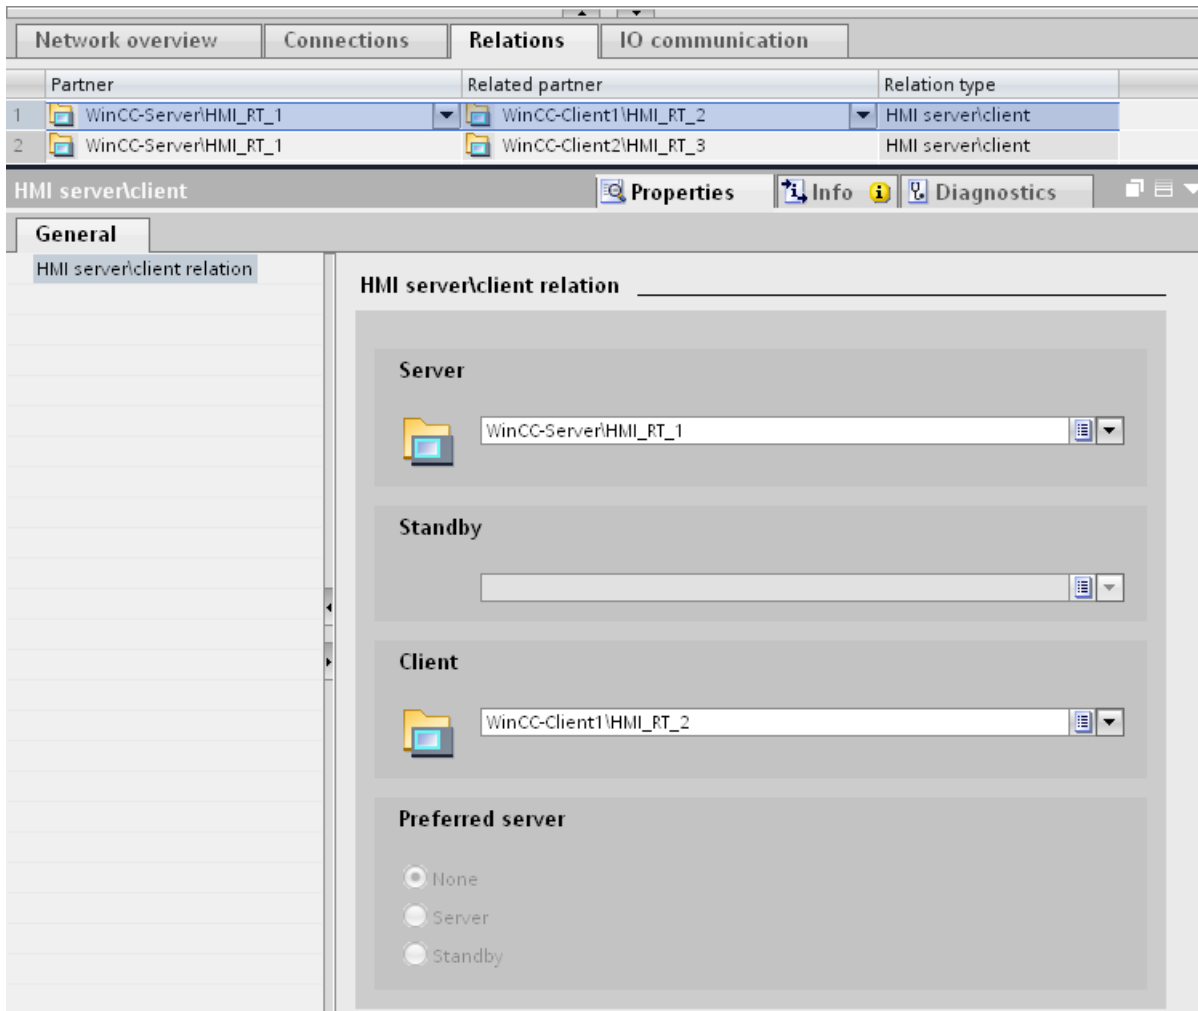 Network overview Connections Relations IO communication
Partner Related partner Relation type
1 WinCC-Server\HMI_RT_1 WinCC-Client1\HMI_RT_2 HMI server\client
2 WinCC-Server\HMI_RT_1 WinCC-Client2\HMI_RT_3 HMI server\client
HMI server\client Properties Info Diagnostics
General
HMI server\client relation
HMI server\client relation
Server
WinCC-Server\HMI_RT_1
Standby
Client
WinCC-Client1\HMI_RT_2
Preferred server
None
Server
Standby